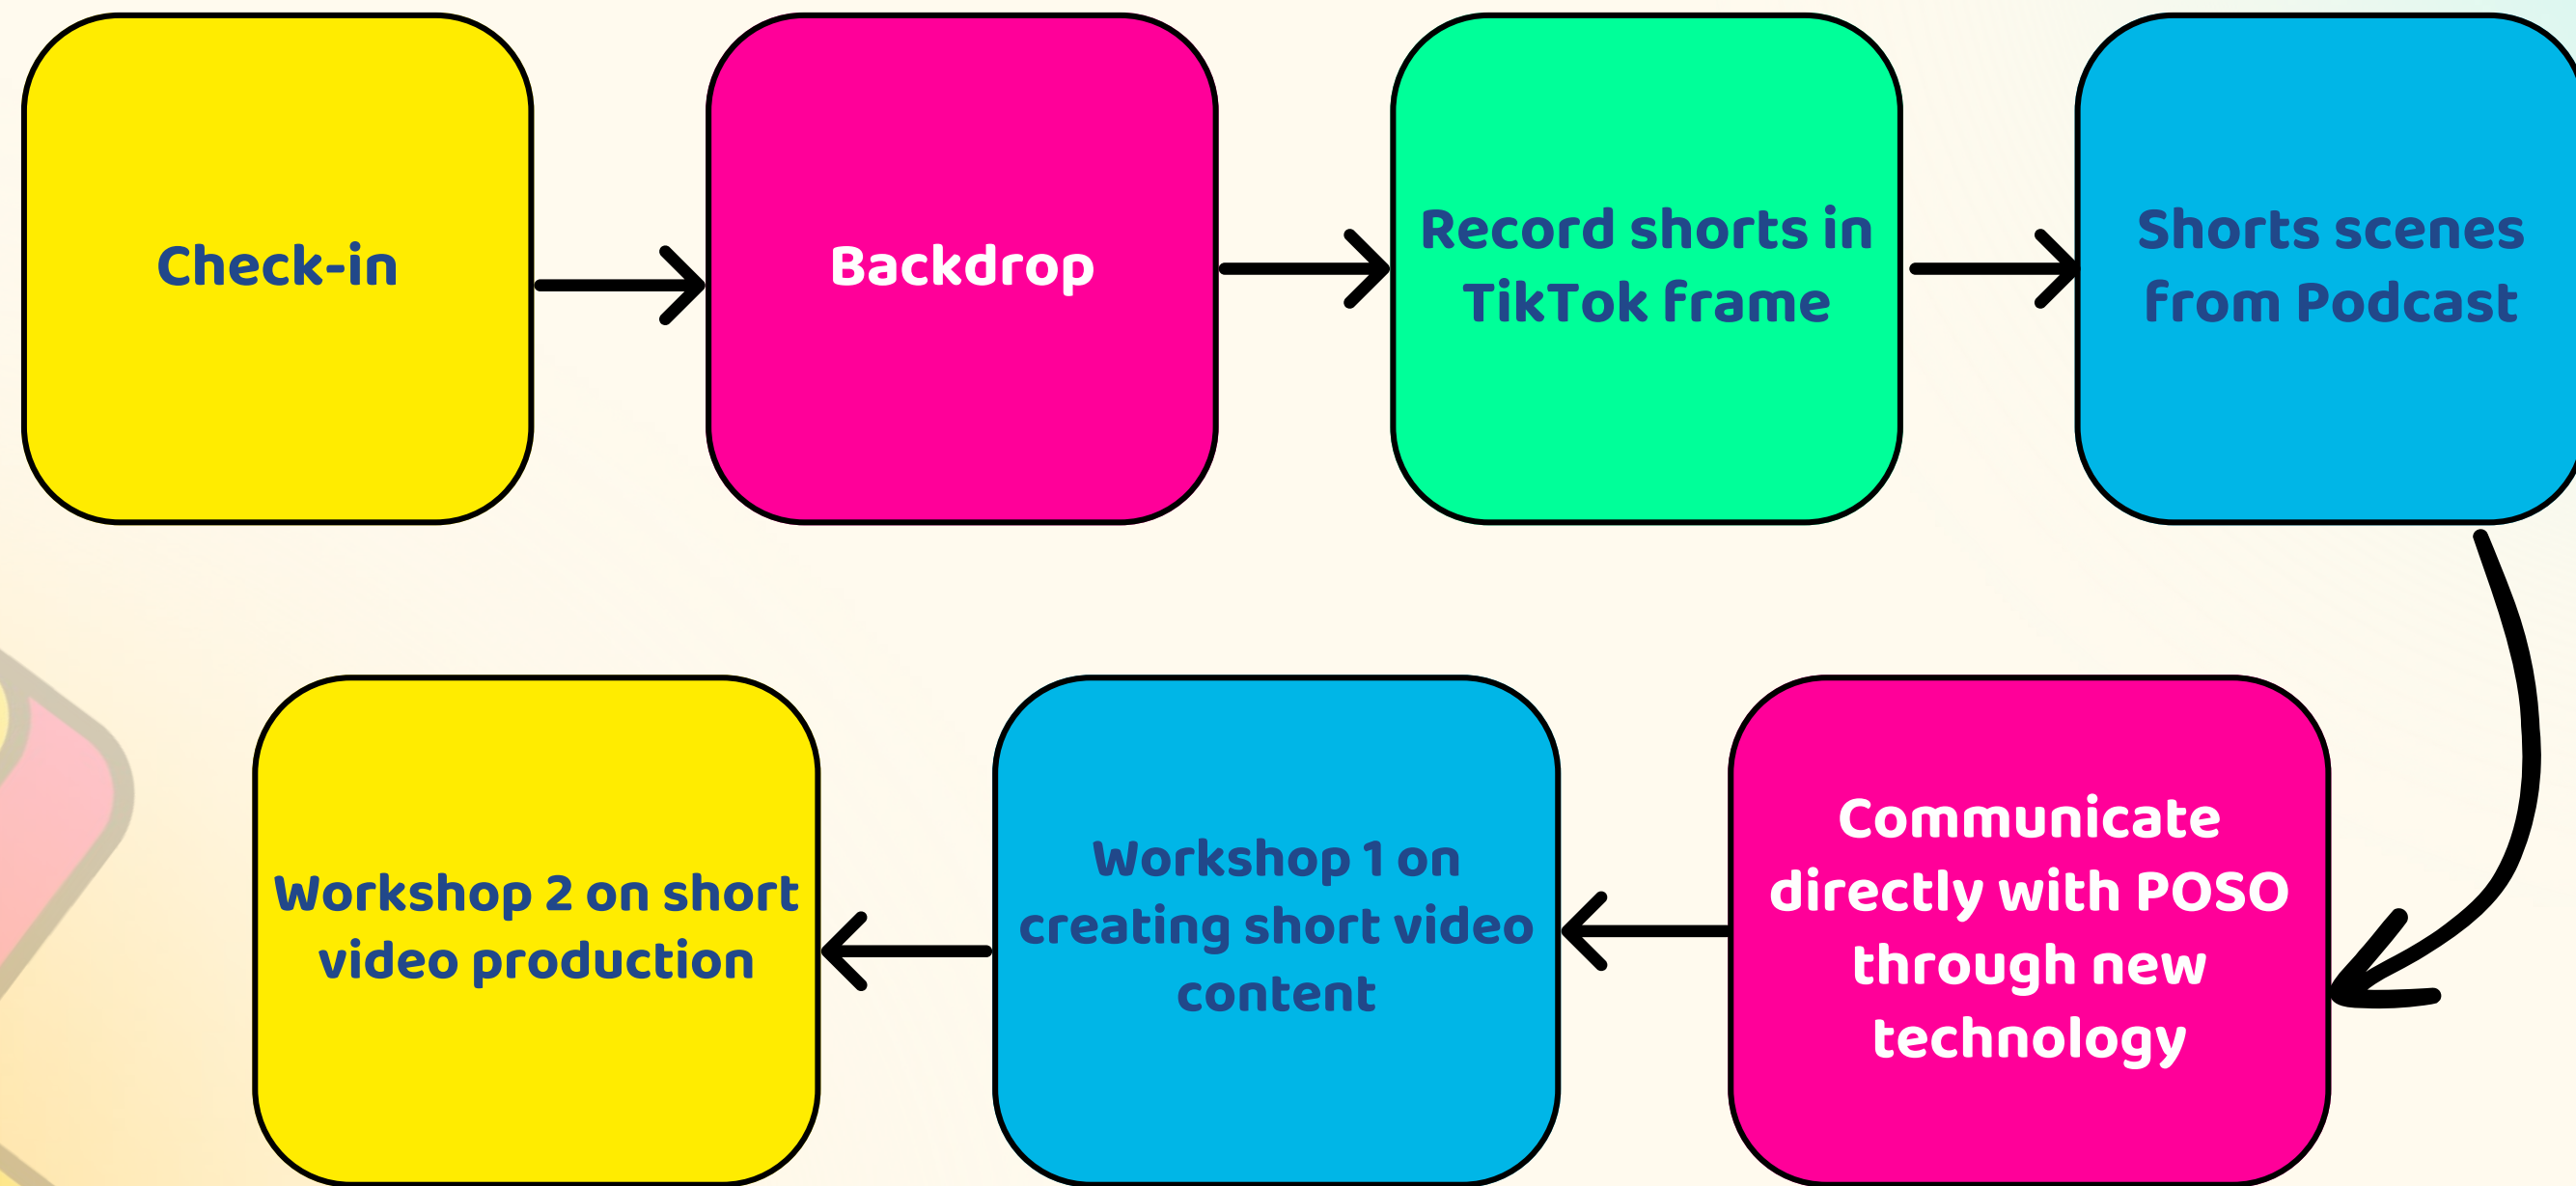 Check-in
Backdrop
Record shorts in
TikTok frame
Shorts scenes
from Podcast
Communicate
directly with POSO
through new
technology
Workshop 1 on
creating short video
content
Workshop 2 on short
video production